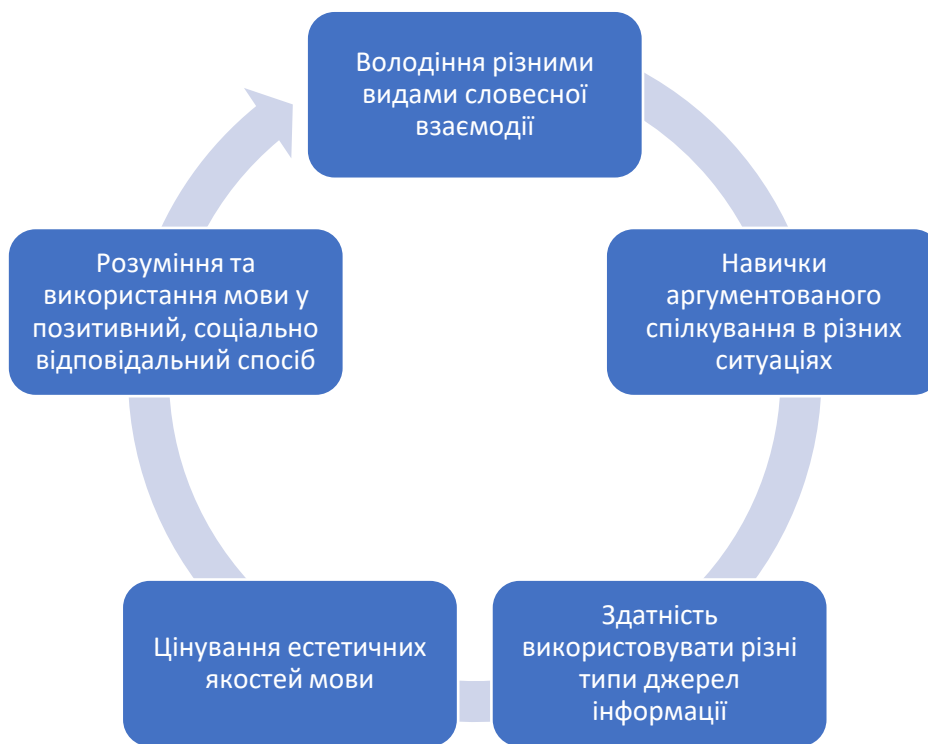 Володіння різними
видами словесної
взаємодії
Навички
аргументованого
спілкування в різних
ситуаціях
Здатність
використовувати різні
типи джерел
інформації
Цінування естетичних
якостей мови
Розуміння та
використання мови у
позитивний, соціально
відповідальний спосіб